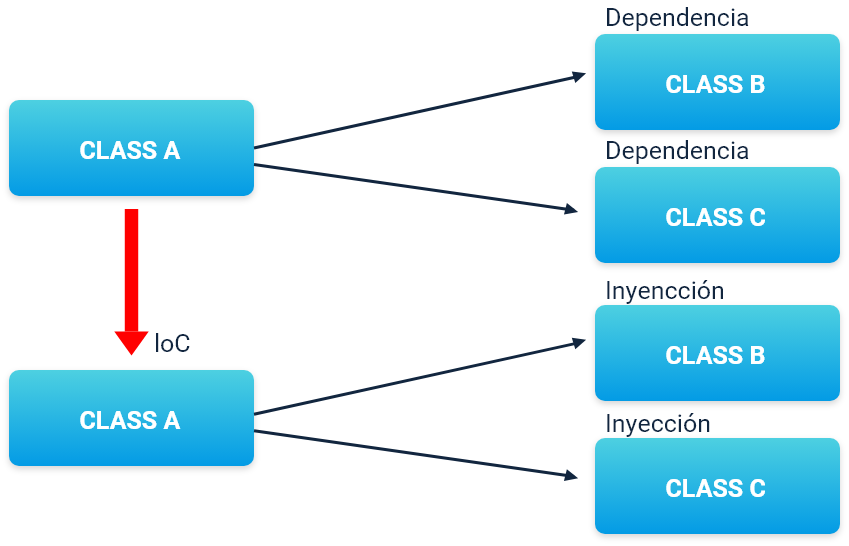 Dependencia
CLASS B
CLASS A
Dependencia
CLASS C
Inyencción
CLASS B
IoC
CLASS A
Inyección
CLASS C